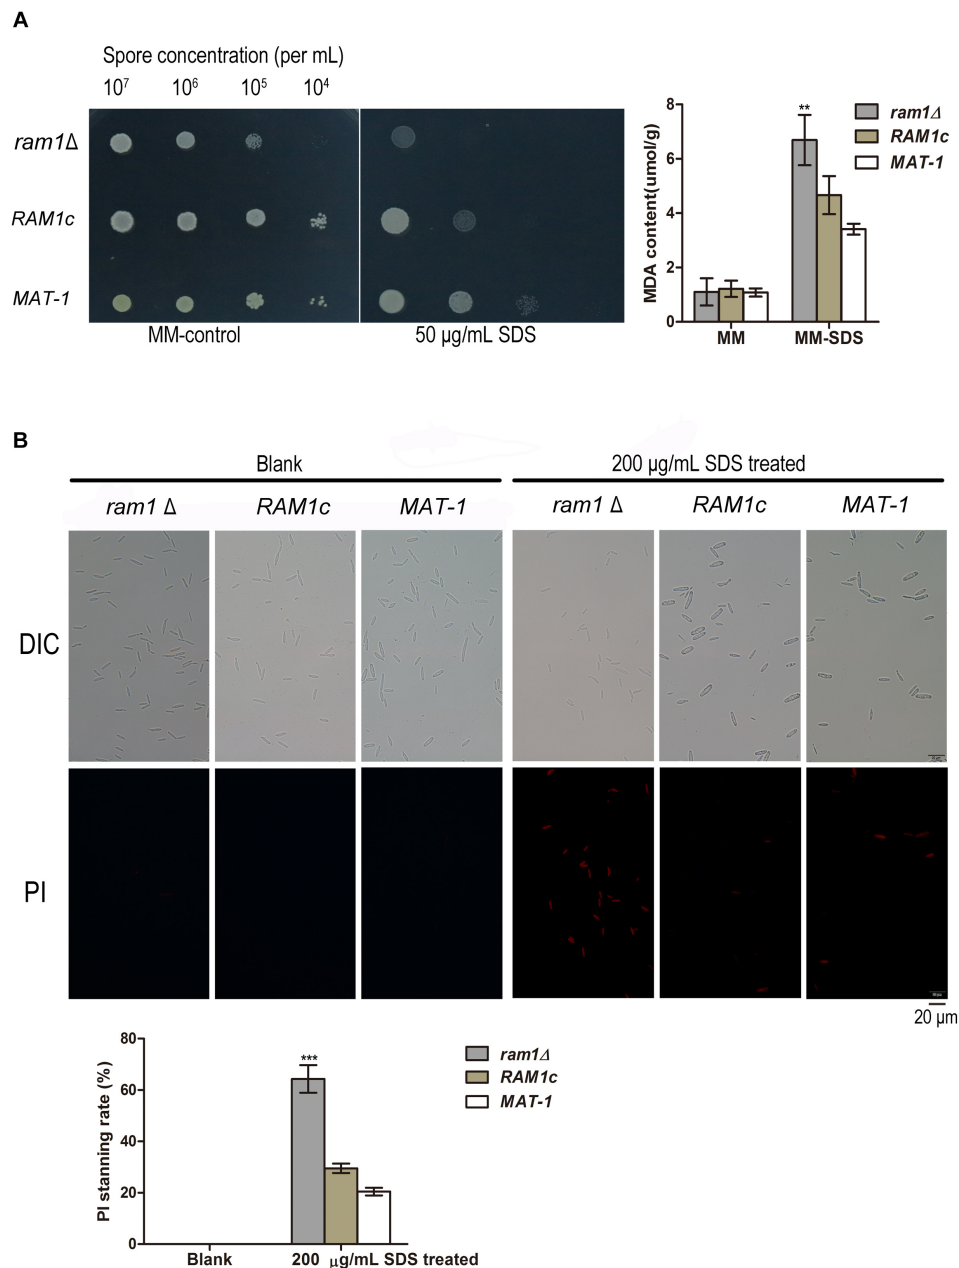 A
Spore concentration (per mL)
10⁷ 10⁶ 10⁵ 10⁴
ram1Δ
RAM1c
MAT-1
MM-control
50 µg/mL SDS
MDA content(umol/g)
8
6
4
2
0
**
MM
MM-SDS
ram1Δ
RAM1c
MAT-1
B
Blank
200 µg/mL SDS treated
ram1 Δ
RAM1c
MAT-1
ram1 Δ
RAM1c
MAT-1
DIC
PI
20 µm
PI stanning rate (%)
80
60
40
20
0
***
Blank
200 µg/mL SDS treated
ram1Δ
RAM1c
MAT-1